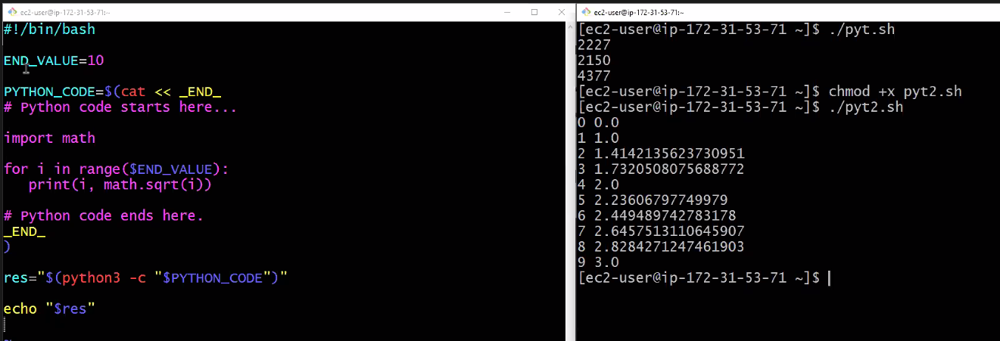 ec2-user@ip-172-31-53-71:~
#!/bin/bash
END_VALUE=10
PYTHON_CODE=$(cat << _END_
# Python code starts here...
import math
for i in range($END_VALUE):
   print(i, math.sqrt(i))
# Python code ends here.
_END_
)
res="$(python3 -c "$PYTHON_CODE")"
echo "$res"
~
ec2-user@ip-172-31-53-71:~
[ec2-user@ip-172-31-53-71 ~]$ ./pyt.sh
2227
2150
4377
[ec2-user@ip-172-31-53-71 ~]$ chmod +x pyt2.sh
[ec2-user@ip-172-31-53-71 ~]$ ./pyt2.sh
0 0.0
1 1.0
2 1.4142135623730951
3 1.7320508075688772
4 2.0
5 2.23606797749979
6 2.449489742783178
7 2.6457513110645907
8 2.8284271247461903
9 3.0
[ec2-user@ip-172-31-53-71 ~]$